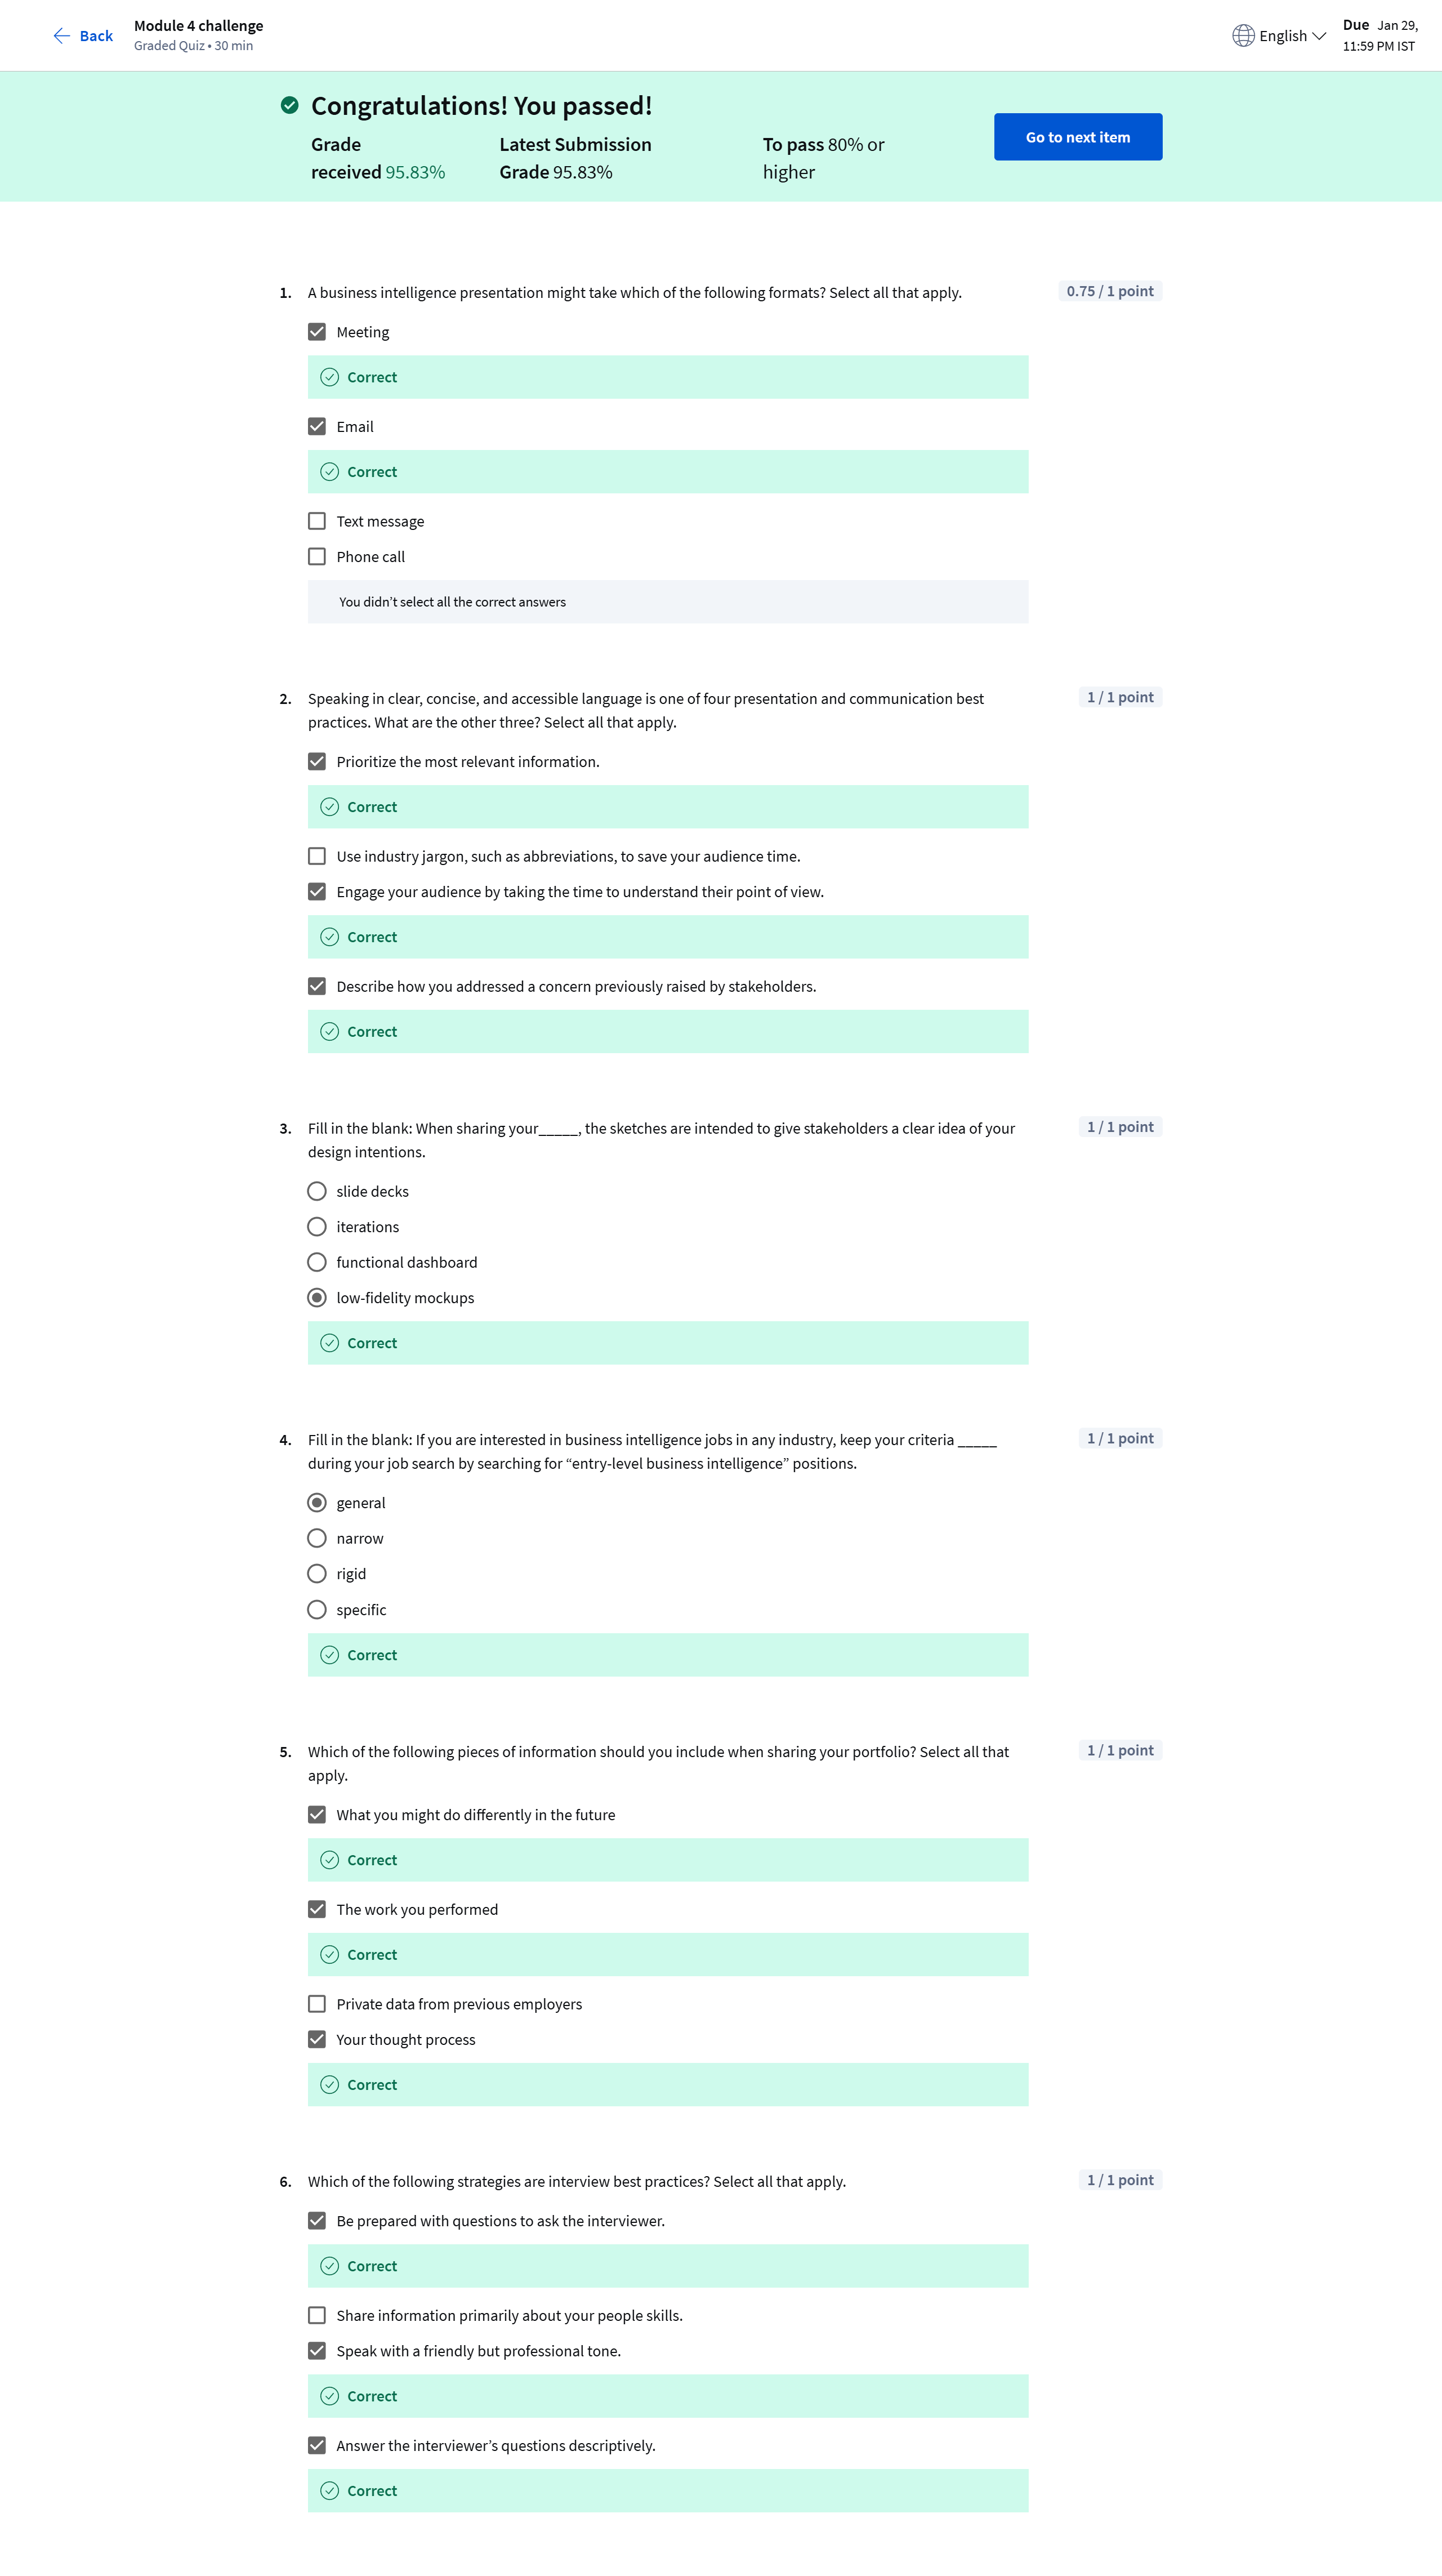 Back
Module 4 challenge
Graded Quiz • 30 min
English
Due Jan 29,
11:59 PM IST
Congratulations! You passed!
Grade
received 95.83%
Latest Submission
Grade 95.83%
To pass 80% or
higher
Go to next item
1. A business intelligence presentation might take which of the following formats? Select all that apply.
0.75 / 1 point
Meeting
Correct
Email
Correct
Text message
Phone call
You didn’t select all the correct answers
2. Speaking in clear, concise, and accessible language is one of four presentation and communication best
practices. What are the other three? Select all that apply.
1 / 1 point
Prioritize the most relevant information.
Correct
Use industry jargon, such as abbreviations, to save your audience time.
Engage your audience by taking the time to understand their point of view.
Correct
Describe how you addressed a concern previously raised by stakeholders.
Correct
3. Fill in the blank: When sharing your_____, the sketches are intended to give stakeholders a clear idea of your
design intentions.
1 / 1 point
slide decks
iterations
functional dashboard
low-fidelity mockups
Correct
4. Fill in the blank: If you are interested in business intelligence jobs in any industry, keep your criteria _____
during your job search by searching for “entry-level business intelligence” positions.
1 / 1 point
general
narrow
rigid
specific
Correct
5. Which of the following pieces of information should you include when sharing your portfolio? Select all that
apply.
1 / 1 point
What you might do differently in the future
Correct
The work you performed
Correct
Private data from previous employers
Your thought process
Correct
6. Which of the following strategies are interview best practices? Select all that apply.
1 / 1 point
Be prepared with questions to ask the interviewer.
Correct
Share information primarily about your people skills.
Speak with a friendly but professional tone.
Correct
Answer the interviewer’s questions descriptively.
Correct